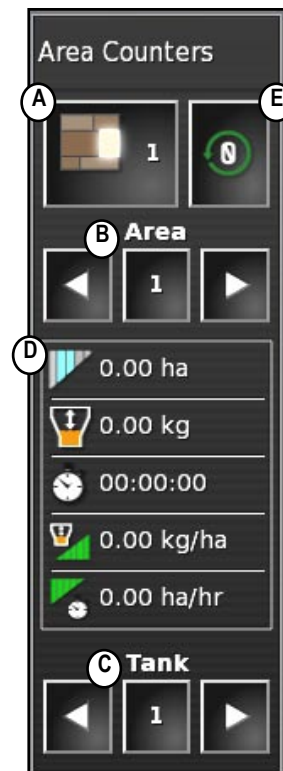 Area Counters
A
E
1
0
B
Area
1
D
0.00 ha
0.00 kg
00:00:00
0.00 kg/ha
0.00 ha/hr
C
Tank
1